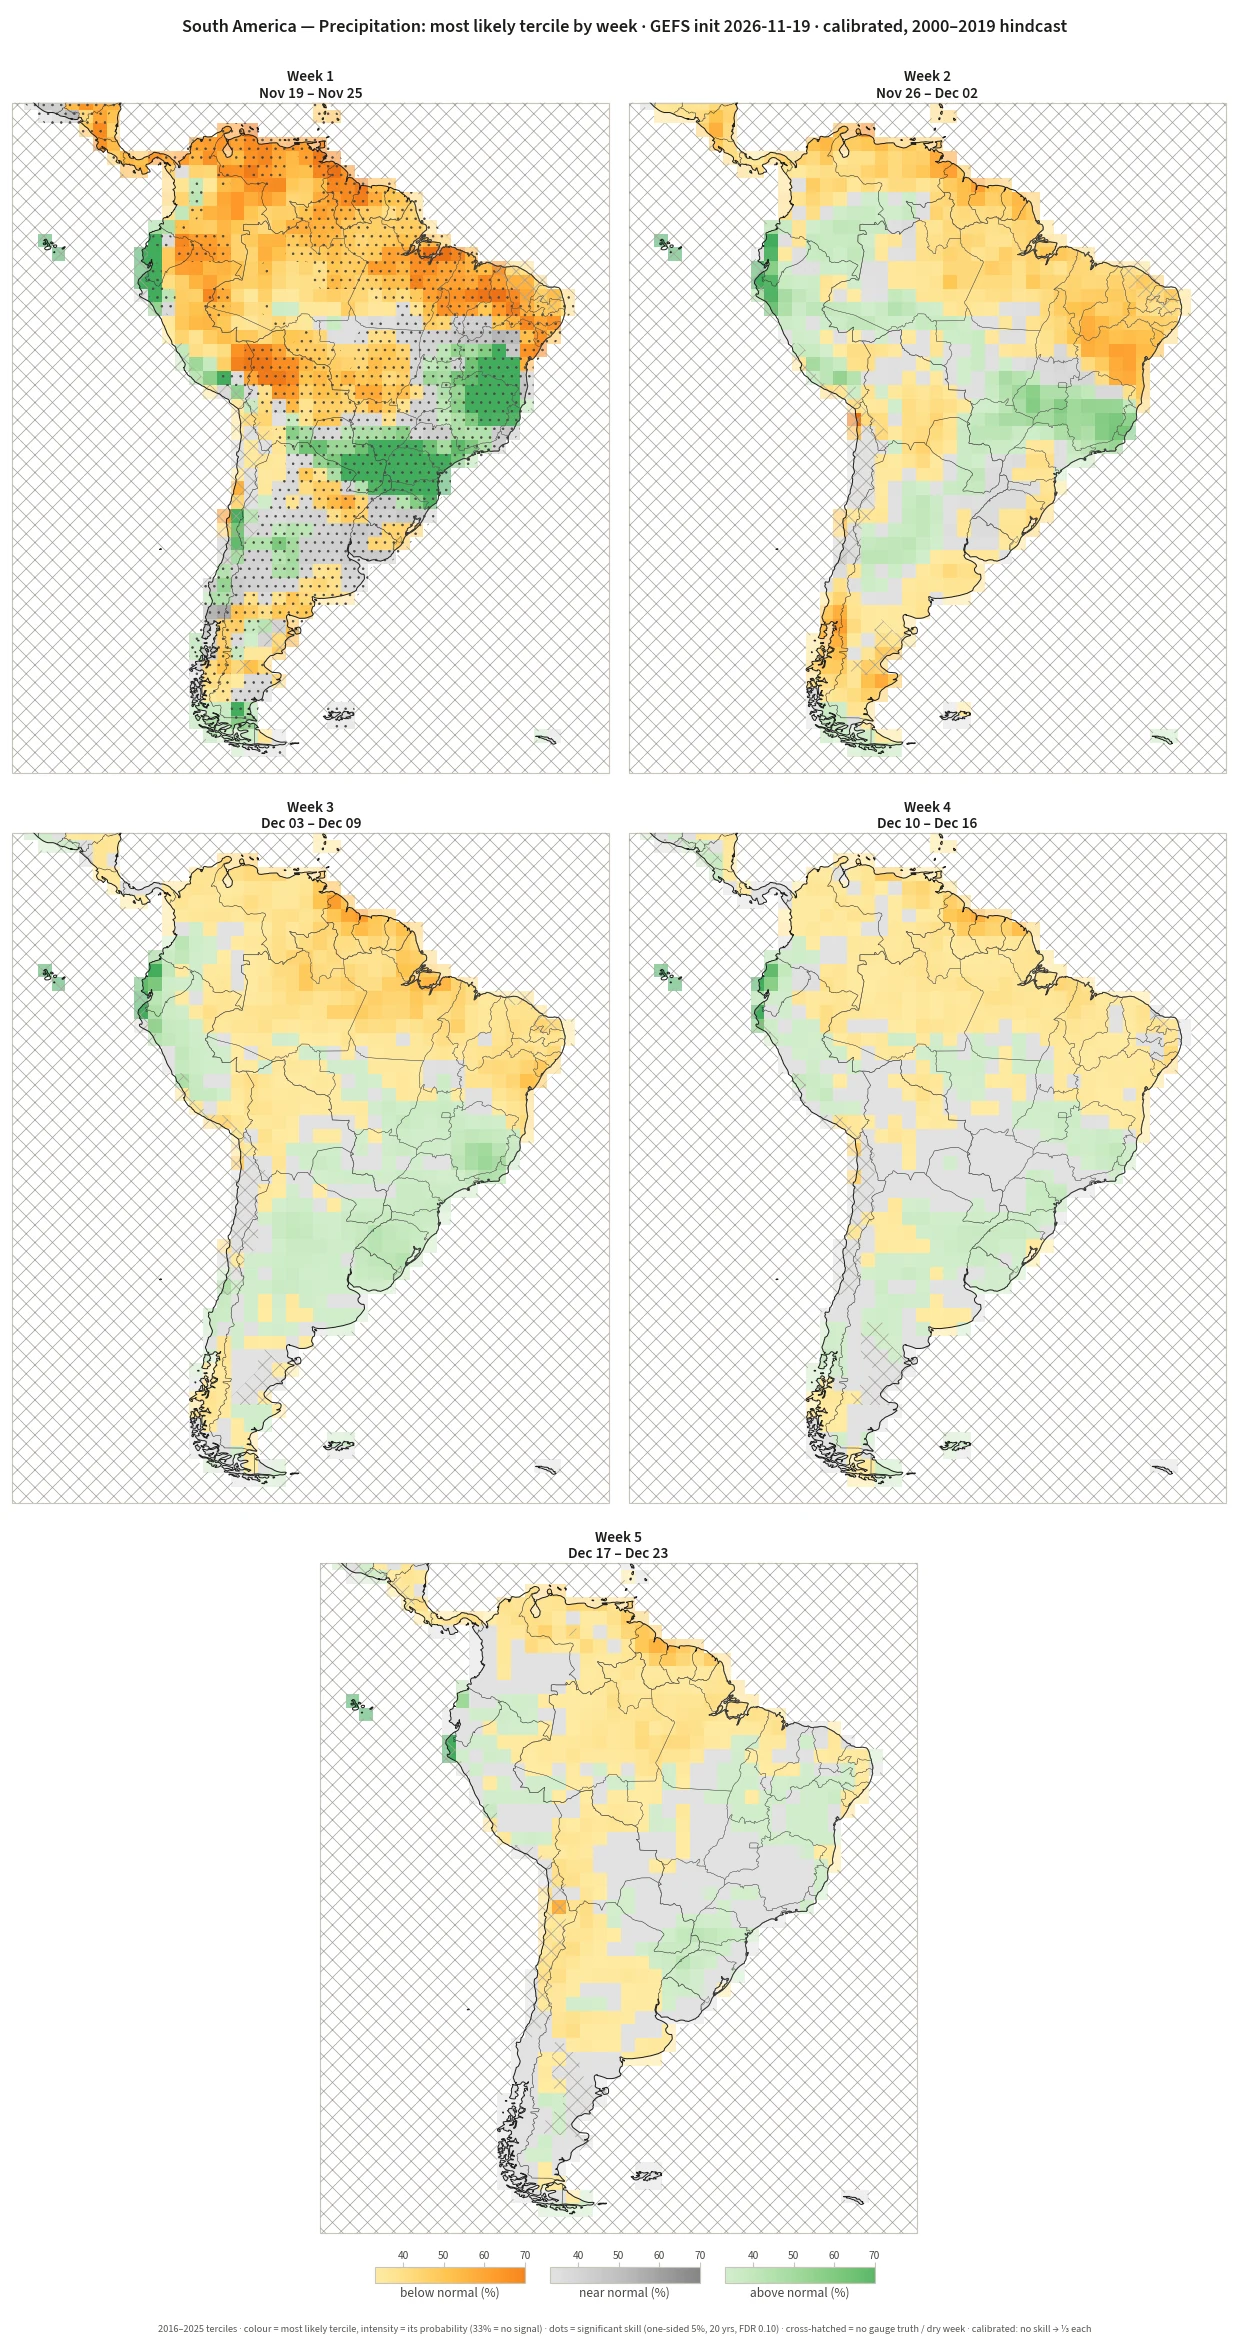 South America — Precipitation: most likely tercile by week · GEFS init 2026-11-19 · calibrated, 2000–2019 hindcast
Week 1
Nov 19 – Nov 25
Week 2
Nov 26 – Dec 02
Week 3
Dec 03 – Dec 09
Week 4
Dec 10 – Dec 16
Week 5
Dec 17 – Dec 23
40 50 60 70
below normal (%)
40 50 60 70
near normal (%)
40 50 60 70
above normal (%)
2016–2025 terciles · colour = most likely tercile, intensity = its probability (33% = no signal) · dots = significant skill (one-sided 5%, 20 yrs, FDR 0.10) · cross-hatched = no gauge truth / dry week · calibrated: no skill → ⅓ each